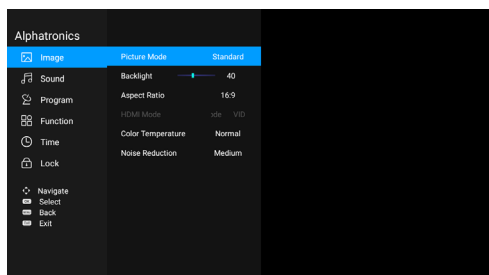 Alphatronics
Image
Sound
Program
Function
Time
Lock
Navigate
Select
Back
Exit
Picture Mode Standard
Backlight 40
Aspect Ratio 16:9
HDMI Mode VID
Color Temperature Normal
Noise Reduction Medium